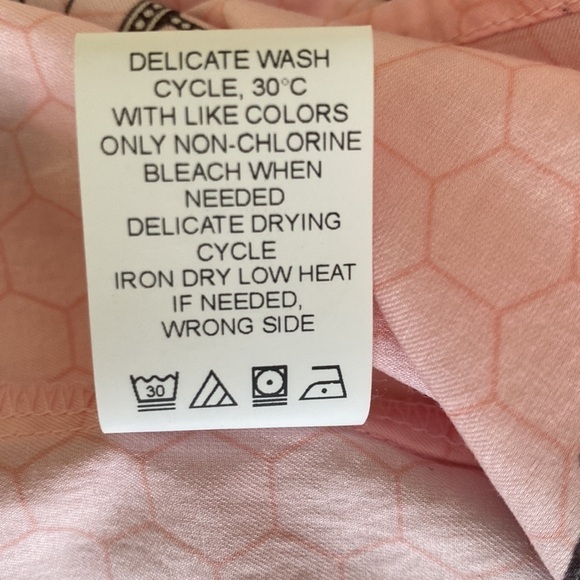 DELICATE WASH
CYCLE, 30°C
WITH LIKE COLORS
ONLY NON-CHLORINE
BLEACH WHEN
NEEDED
DELICATE DRYING
CYCLE
IRON DRY LOW HEAT
IF NEEDED,
WRONG SIDE
30